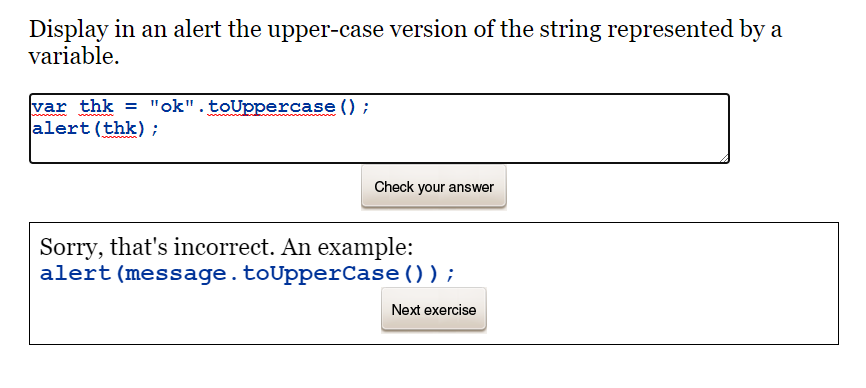 Display in an alert the upper-case version of the string represented by a
variable.
var thk = "ok".toUppercase();
alert(thk);
Check your answer
Sorry, that's incorrect. An example:
alert(message.toUpperCase());
Next exercise